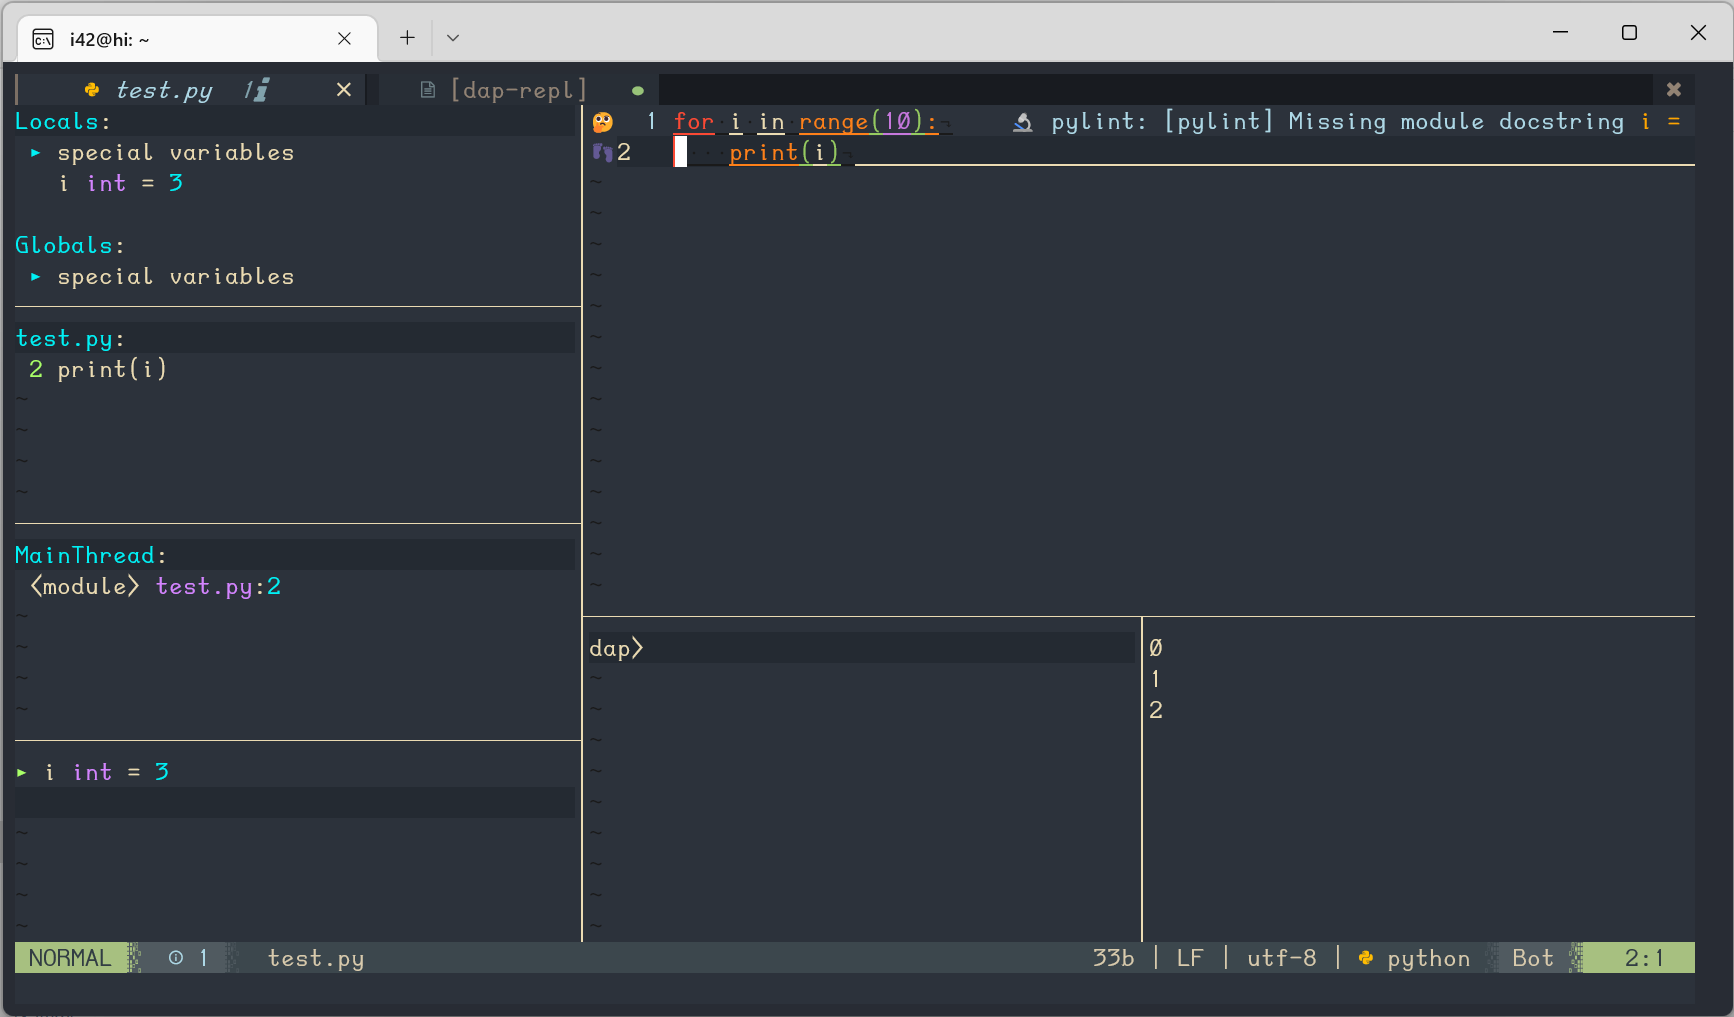 i42@hi: ~
test.py 1 [dap-repl]
Locals:
▸ special variables
i int = 3
Globals:
▸ special variables
test.py:
2 print(i)
~
~
~
~
MainThread:
<module> test.py:2
~
~
~
~
▸ i int = 3
~
~
~
~
1 for i in range(10): pylint: [pylint] Missing module docstring i =
2 print(i)
~
~
~
~
~
~
~
~
~
~
~
~
~
~
dap>
~
~
~
~
~
~
~
~
~
0
1
2
NORMAL 1 test.py 33b | LF | utf-8 | python Bot 2:1